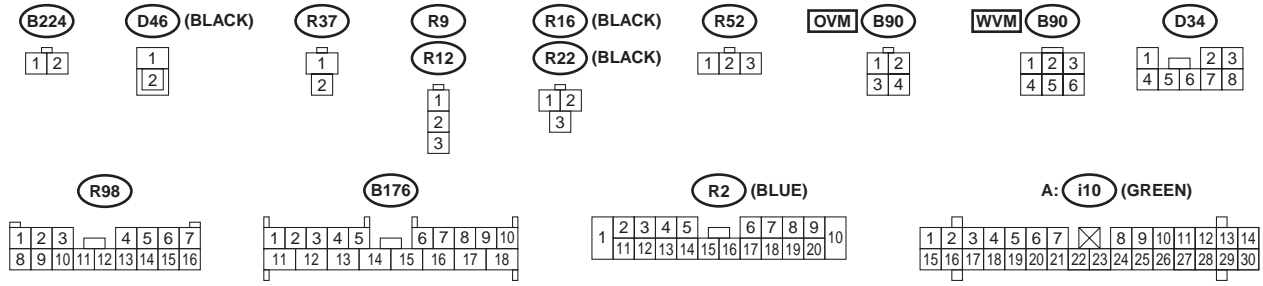 B224 D46 (BLACK) R37 R9 R16 (BLACK) R52 OVM B90 WVM B90 D34
R12 R22 (BLACK)
1 2
1
2
1
2
1
2
3
1 2
3
1 2 3
1 2
3 4
1 2 3
4 5 6
1 2 3
4 5 6 7 8
R98 B176 R2 (BLUE) A: i10 (GREEN)
1 2 3 4 5 6 7
8 9 10 11 12 13 14 15 16
1 2 3 4 5 6 7 8 9 10
11 12 13 14 15 16 17 18
1 2 3 4 5 6 7 8 9 10
11 12 13 14 15 16 17 18 19 20
1 2 3 4 5 6 7 8 9 10 11 12 13 14
15 16 17 18 19 20 21 22 23 24 25 26 27 28 29 30